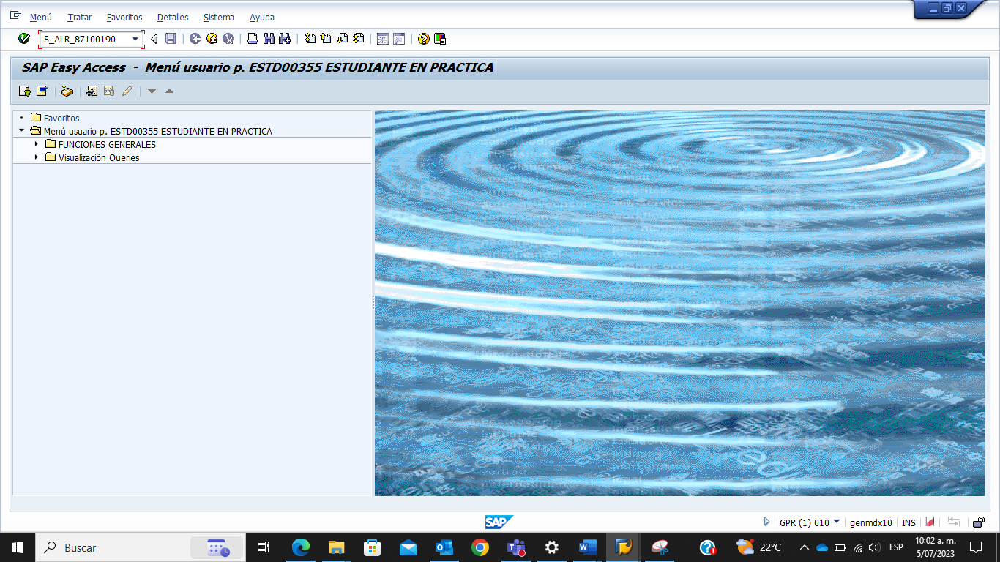 Menú Tratar Favoritos Detalles Sistema Ayuda
S_ALR_87100190
SAP Easy Access - Menú usuario p. ESTD00355 ESTUDIANTE EN PRACTICA
Favoritos
Menú usuario p. ESTD00355 ESTUDIANTE EN PRACTICA
FUNCIONES GENERALES
Visualización Queries
SAP
GPR (1) 010 genmdx10 INS
Buscar
22°C
ESP
10:02 a. m.
5/07/2023